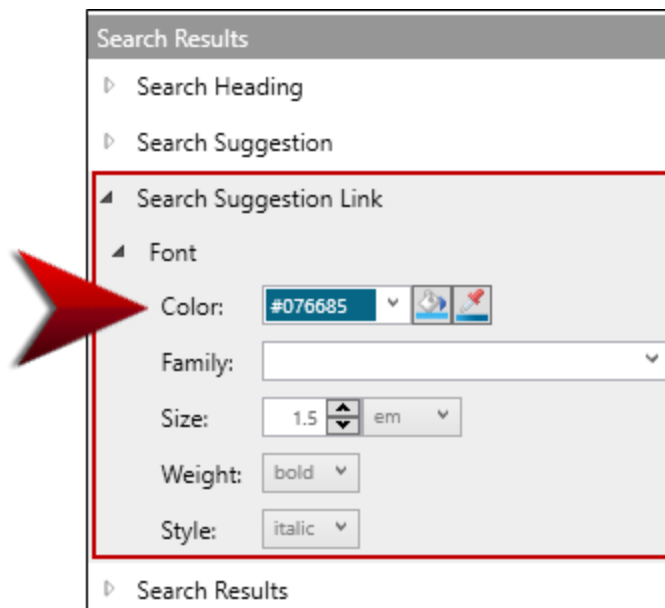 Search Results
Search Heading
Search Suggestion
Search Suggestion Link
Font
Color: #076685
Family:
Size: 1.5 em
Weight: bold
Style: italic
Search Results